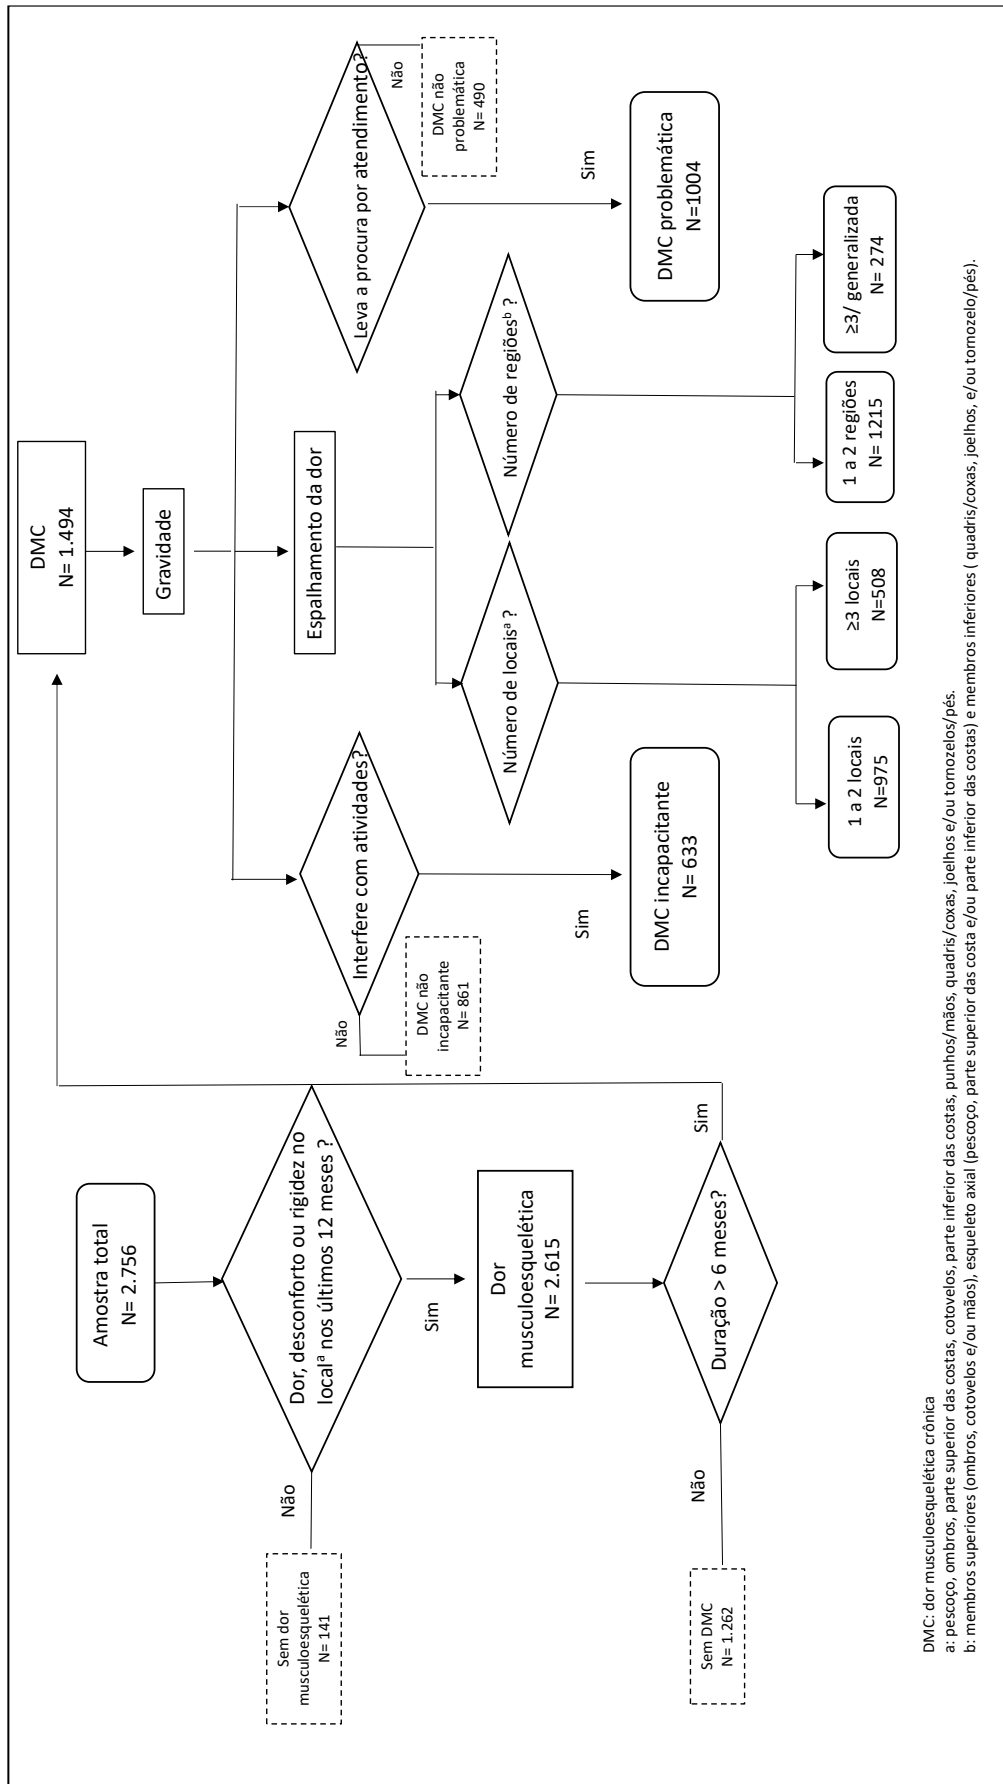 Amostra total
N= 2.756
Dor, desconforto ou rigidez no
localᵃ nos últimos 12 meses ?
Não
Sem dor
musculoesquelética
N= 141
Sim
Dor
musculoesquelética
N= 2.615
Duração > 6 meses?
Não
Sem DMC
N= 1.262
Sim
DMC
N= 1.494
Gravidade
Interfere com atividades?
Não
DMC não
incapacitante
N= 861
Sim
DMC incapacitante
N= 633
Espalhamento da dor
Número de locaisᵃ ?
1 a 2 locais
N=975
≥3 locais
N=508
Número de regiõesᵇ ?
1 a 2 regiões
N= 1215
≥3/ generalizada
N= 274
Leva a procura por atendimento?
Não
DMC não
problemática
N= 490
Sim
DMC problemática
N=1004
DMC: dor musculoesquelética crônica
a: pescoço, ombros, parte superior das costas, cotovelos, parte inferior das costas, punhos/mãos, quadris/coxas, joelhos e/ou tornozelos/pés.
b: membros superiores (ombros, cotovelos e/ou mãos), esqueleto axial (pescoço, parte superior das costa e/ou parte inferior das costas) e membros inferiores ( quadris/coxas, joelhos, e/ou tornozelo/pés).